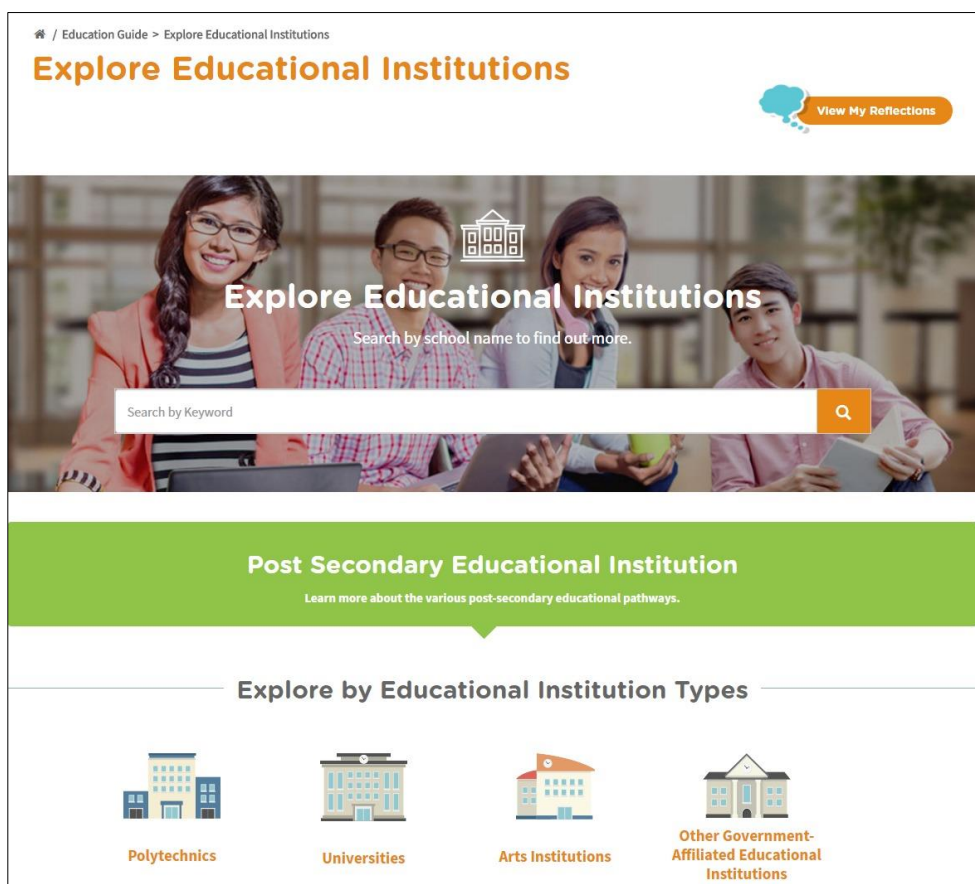 / Education Guide > Explore Educational Institutions
Explore Educational Institutions
View My Reflections
Explore Educational Institutions
Search by school name to find out more.
Search by Keyword
Post Secondary Educational Institution
Learn more about the various post-secondary educational pathways.
Explore by Educational Institution Types
Polytechnics
Universities
Arts Institutions
Other Government-
Affiliated Educational
Institutions